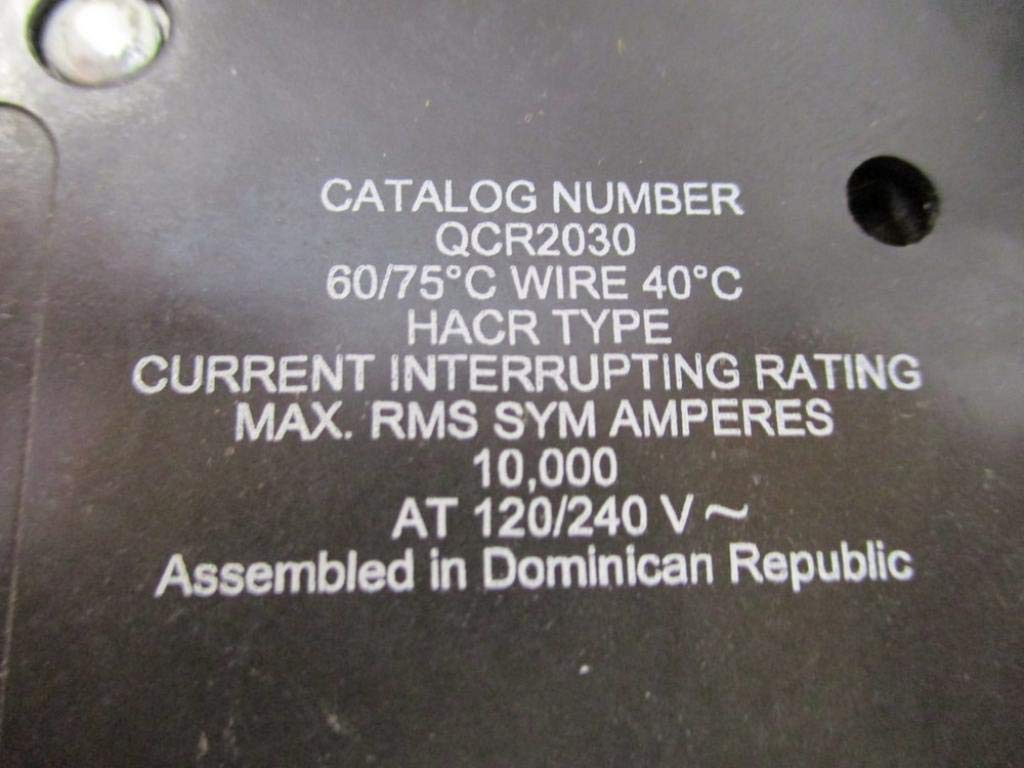 CATALOG NUMBER
QCR2030
60/75°C WIRE 40°C
HACR TYPE
CURRENT INTERRUPTING RATING
MAX. RMS SYM AMPERES
10,000
AT 120/240 V ~
Assembled in Dominican Republic